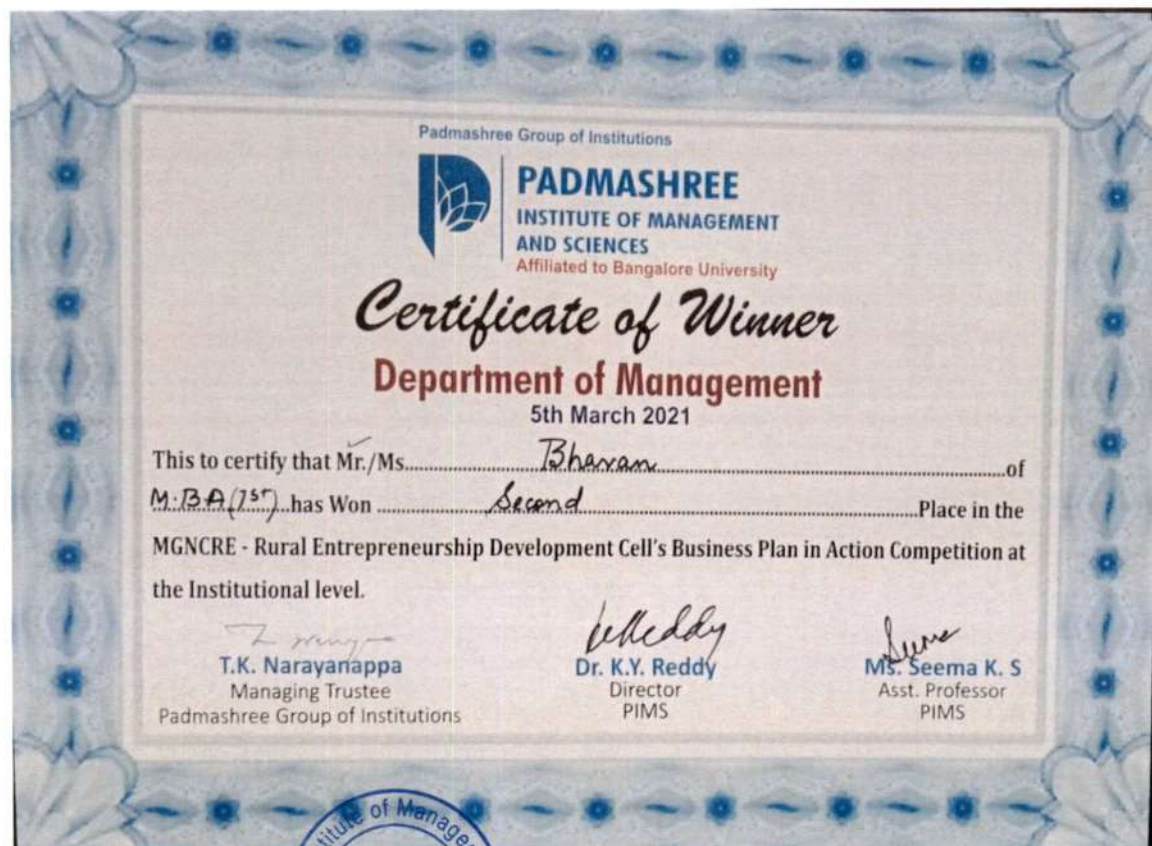 Padmashree Group of Institutions
PADMASHREE
INSTITUTE OF MANAGEMENT
AND SCIENCES
Affiliated to Bangalore University
Certificate of Winner
Department of Management
5th March 2021
This to certify that Mr./Ms. Bhavan of
M.B.A (1st) has Won Second Place in the
MGNCRE - Rural Entrepreneurship Development Cell's Business Plan in Action Competition at
the Institutional level.
T.K. Narayanappa Dr. K.Y. Reddy Ms. Seema K. S
Managing Trustee Director Asst. Professor
Padmashree Group of Institutions PIMS PIMS
of